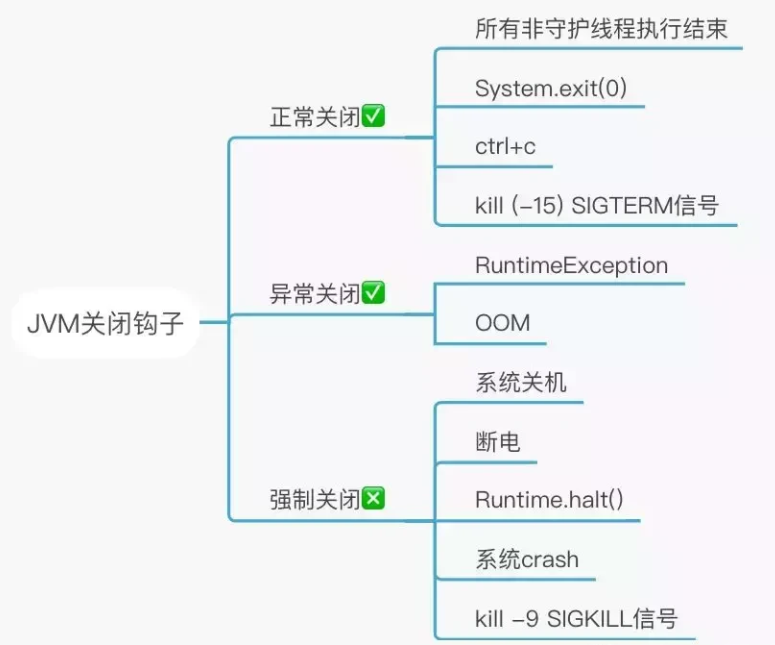 JVM关闭钩子
正常关闭✅
所有非守护线程执行结束
System.exit(0)
ctrl+c
kill (-15) SIGTERM信号
异常关闭✅
RuntimeException
OOM
强制关闭❎
系统关机
断电
Runtime.halt()
系统crash
kill -9 SIGKILL信号